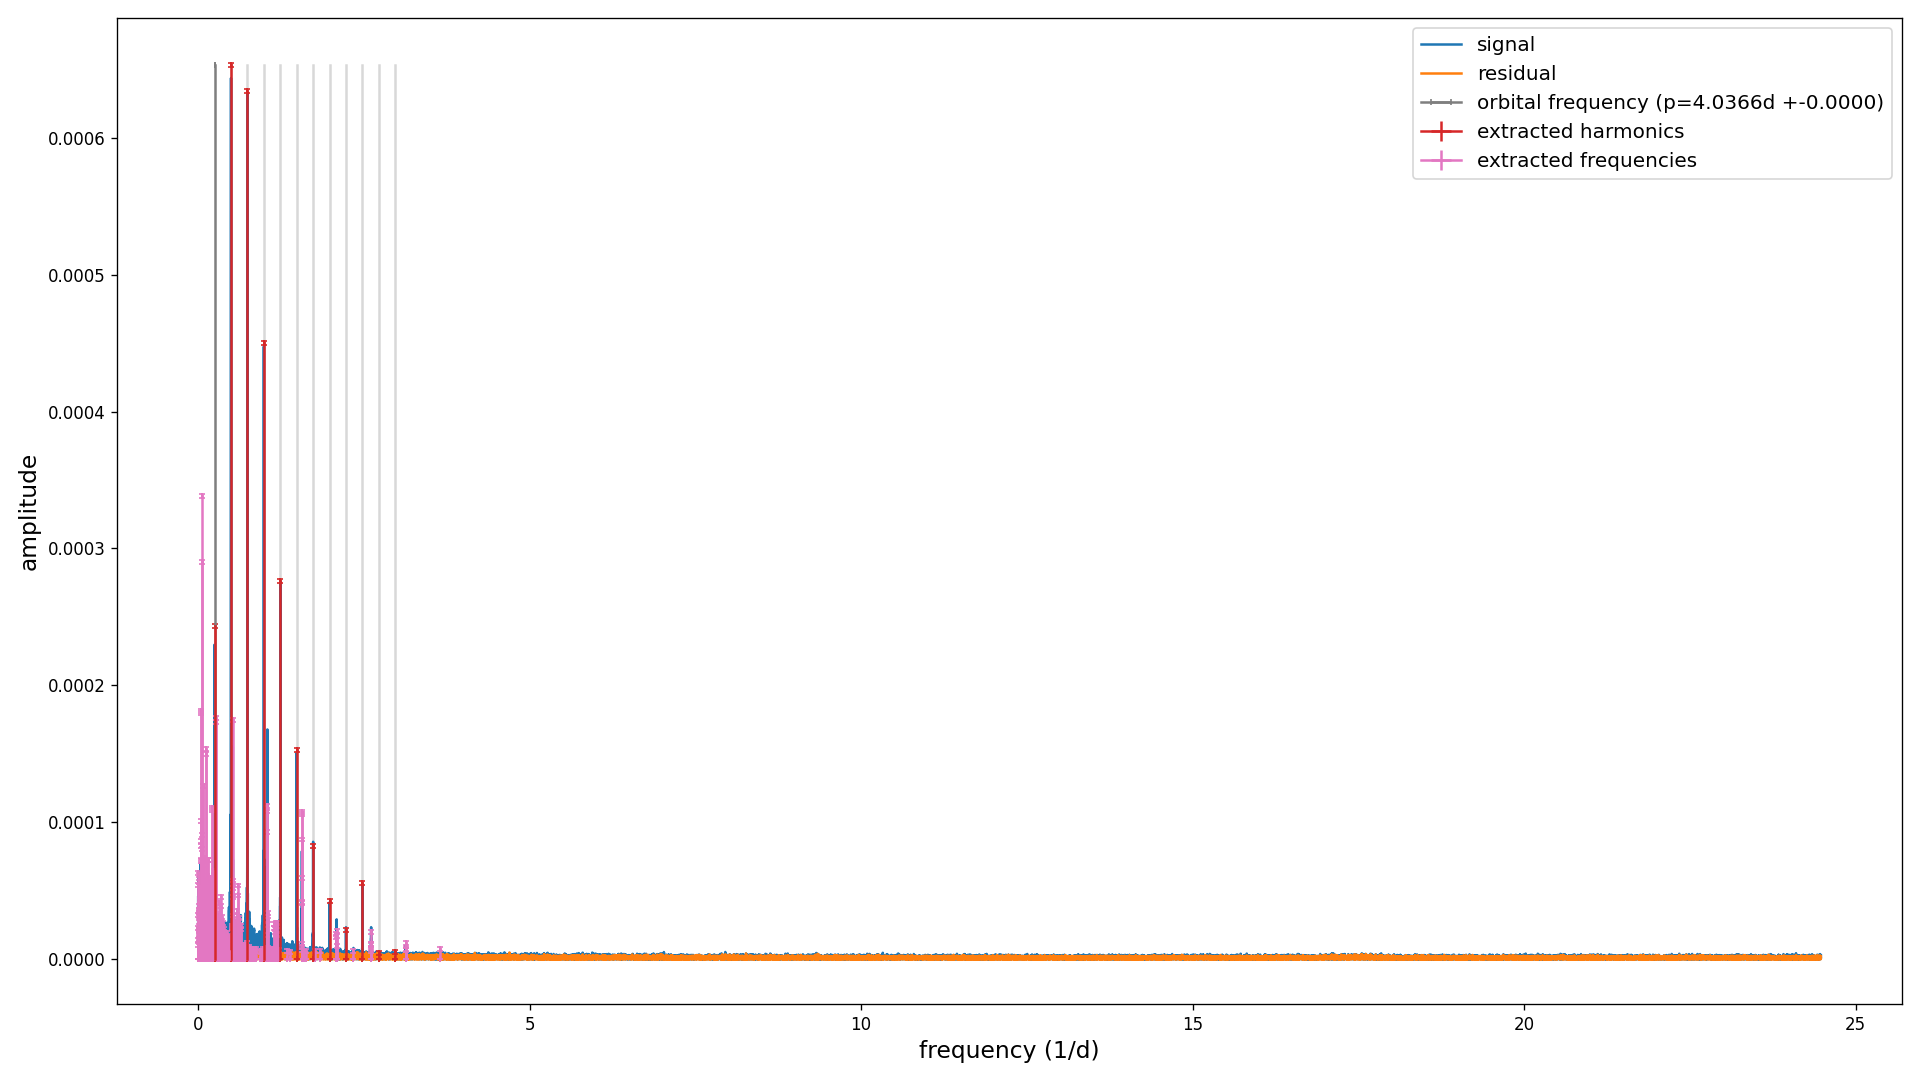 signal
residual
orbital frequency (p=4.0366d +-0.0000)
extracted harmonics
extracted frequencies
0.0006
0.0005
0.0004
0.0003
0.0002
0.0001
0.0000
amplitude
0 5 10 15 20 25
frequency (1/d)